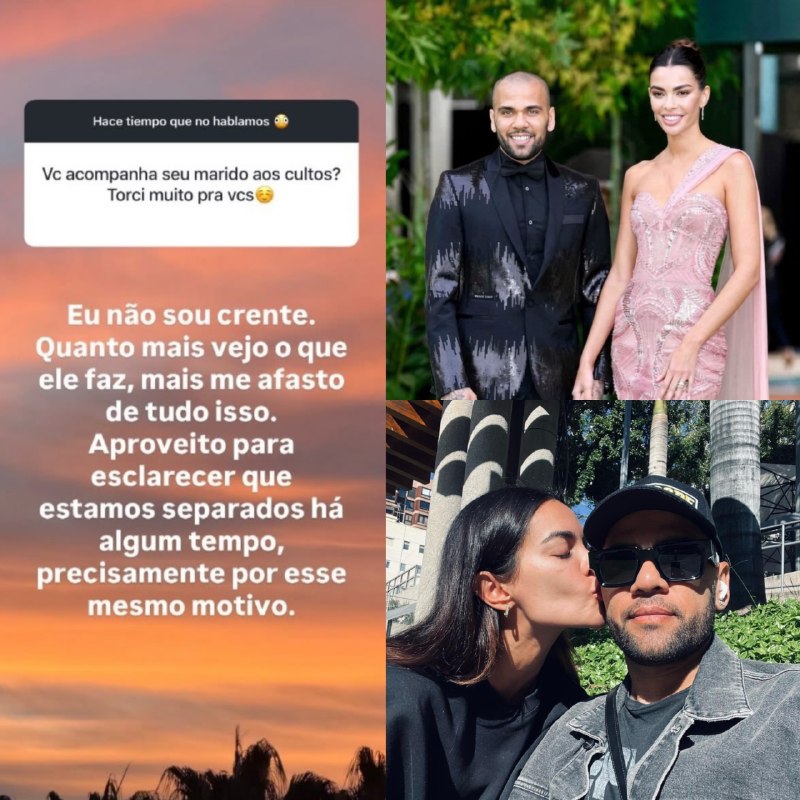 Hace tiempo que no hablamos 😳
Vc acompanha seu marido aos cultos?
Torci muito pra vcs☺️
Eu não sou crente.
Quanto mais vejo o que
ele faz, mais me afasto
de tudo isso.
Aproveito para
esclarecer que
estamos separados há
algum tempo,
precisamente por esse
mesmo motivo.